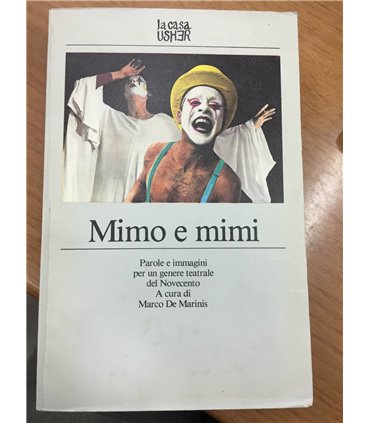 la casa
USHER
Mimo e mimi
Parole e immagini
per un genere teatrale
del Novecento
A cura di
Marco De Marinis